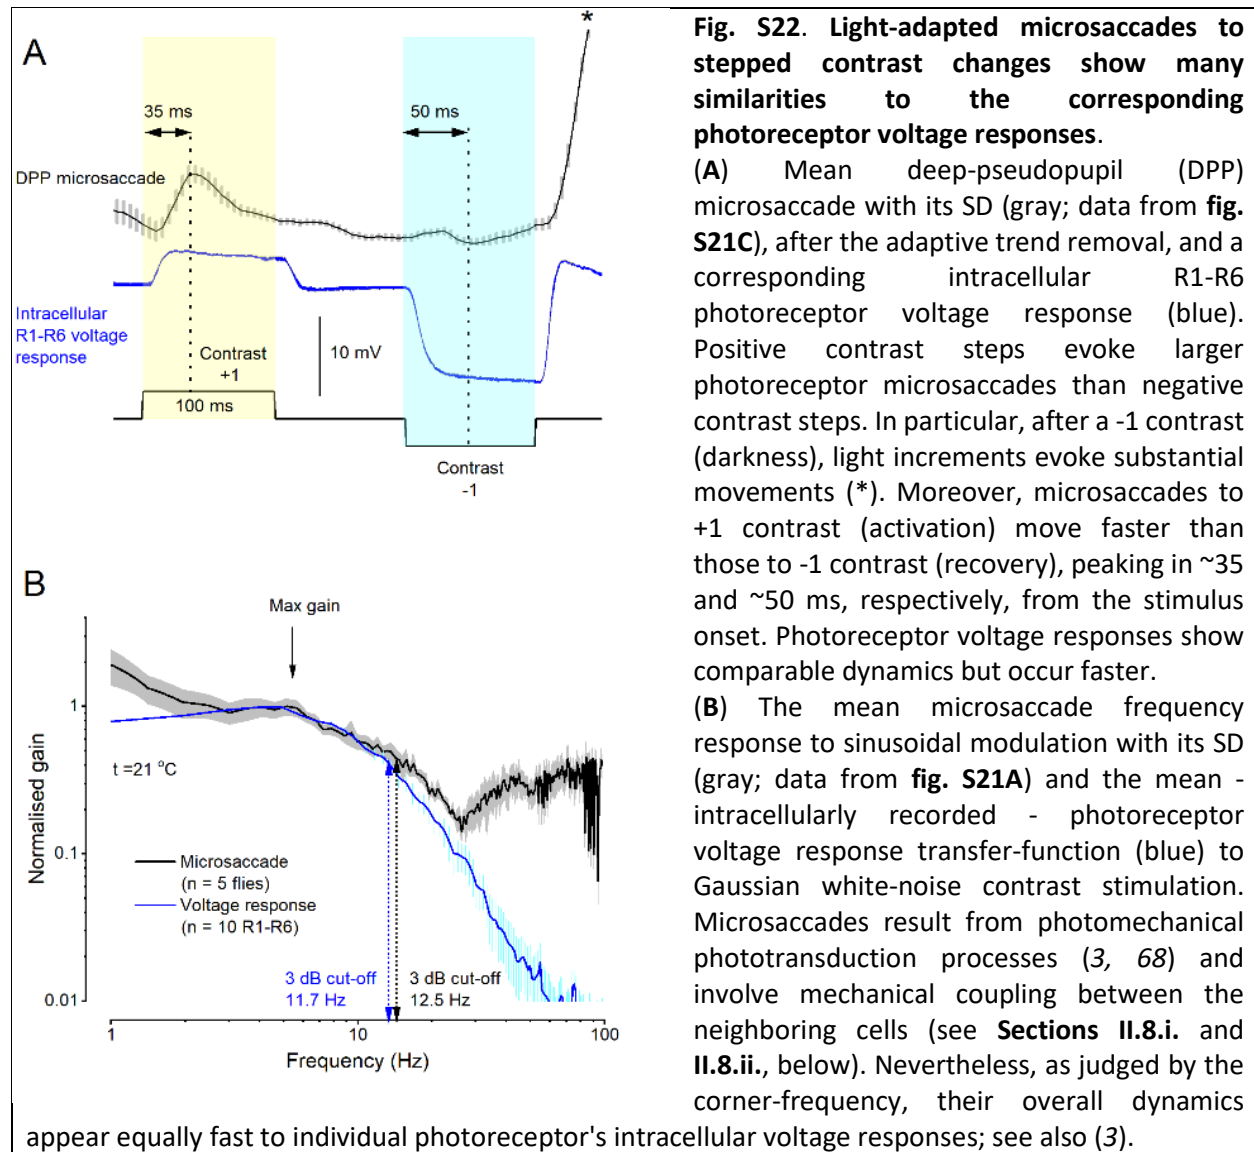 A
*
35 ms
50 ms
DPP microsaccade
Intracellular
R1-R6 voltage
response
Contrast
+1
10 mV
100 ms
Contrast
-1
B
Max gain
Normalised gain
1
0.1
0.01
t =21 °C
Microsaccade
(n = 5 flies)
Voltage response
(n = 10 R1-R6)
3 dB cut-off
11.7 Hz
3 dB cut-off
12.5 Hz
1
10
100
Frequency (Hz)
Fig. S22. Light-adapted microsaccades to
stepped contrast changes show many
similarities to the corresponding
photoreceptor voltage responses.
(A) Mean deep-pseudopupil (DPP)
microsaccade with its SD (gray; data from fig.
S21C), after the adaptive trend removal, and a
corresponding intracellular R1-R6
photoreceptor voltage response (blue).
Positive contrast steps evoke larger
photoreceptor microsaccades than negative
contrast steps. In particular, after a -1 contrast
(darkness), light increments evoke substantial
movements (*). Moreover, microsaccades to
+1 contrast (activation) move faster than
those to -1 contrast (recovery), peaking in ~35
and ~50 ms, respectively, from the stimulus
onset. Photoreceptor voltage responses show
comparable dynamics but occur faster.
(B) The mean microsaccade frequency
response to sinusoidal modulation with its SD
(gray; data from fig. S21A) and the mean -
intracellularly recorded - photoreceptor
voltage response transfer-function (blue) to
Gaussian white-noise contrast stimulation.
Microsaccades result from photomechanical
phototransduction processes (3, 68) and
involve mechanical coupling between the
neighboring cells (see Sections II.8.i. and
II.8.ii., below). Nevertheless, as judged by the
corner-frequency, their overall dynamics
appear equally fast to individual photoreceptor's intracellular voltage responses; see also (3).